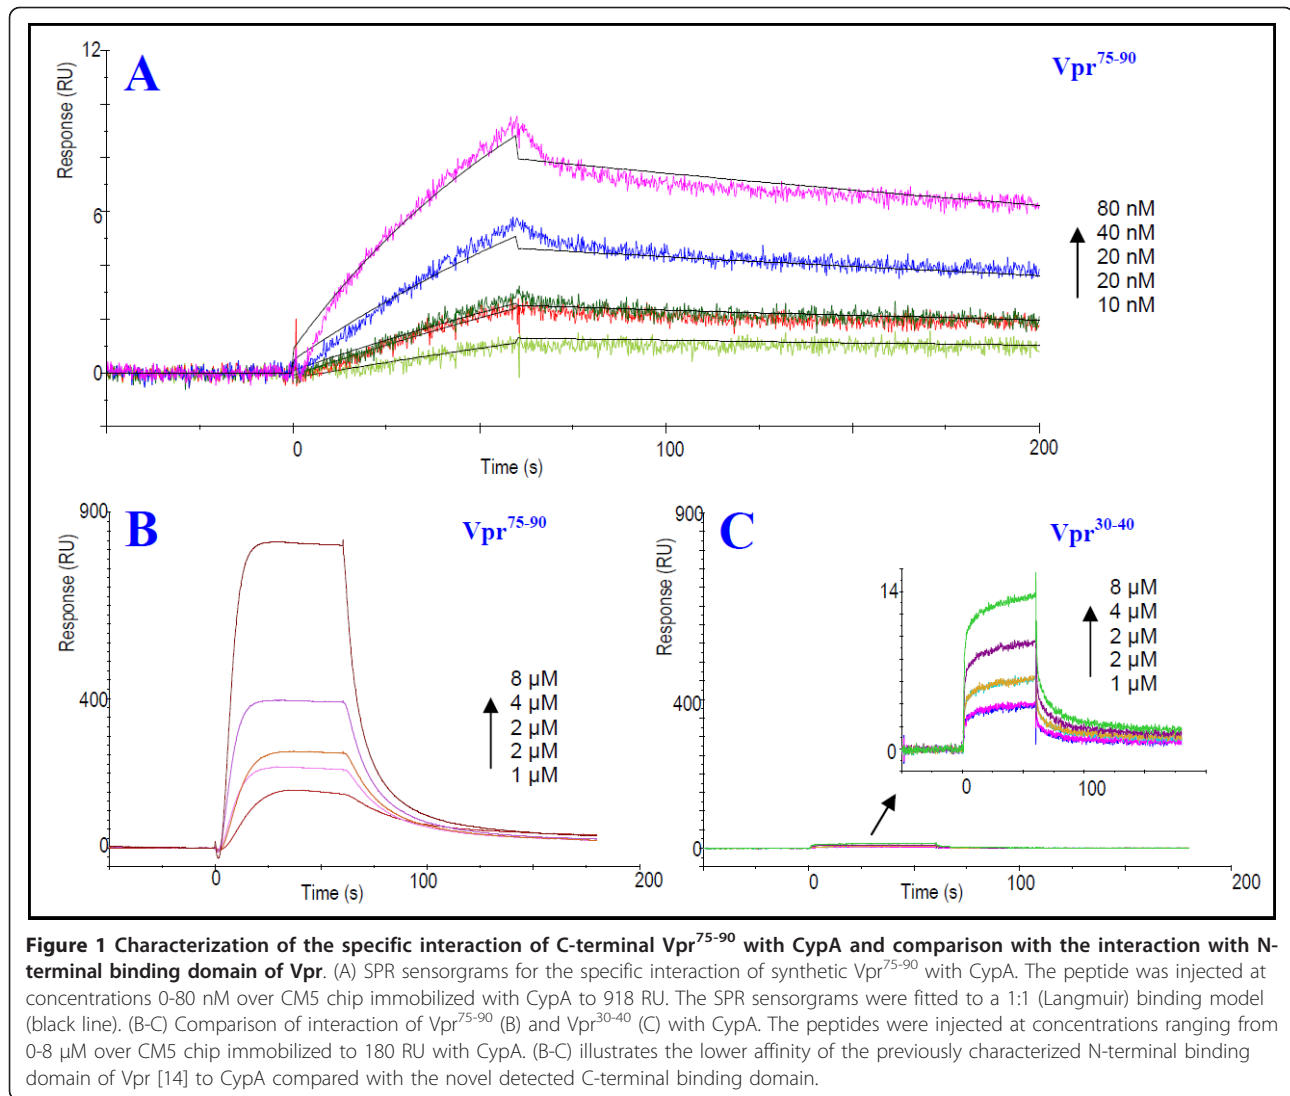 A
Vpr75-90
Response (RU)
12
6
0
80 nM
40 nM
20 nM
20 nM
10 nM
0
100
200
Time (s)
B
Vpr75-90
Response (RU)
900
400
0
8 µM
4 µM
2 µM
2 µM
1 µM
0
100
200
Time (s)
C
Vpr30-40
Response (RU)
900
400
0
14
0
0
100
8 µM
4 µM
2 µM
2 µM
1 µM
0
100
200
Time (s)
Figure 1 Characterization of the specific interaction of C-terminal Vpr75-90 with CypA and comparison with the interaction with N-
terminal binding domain of Vpr. (A) SPR sensorgrams for the specific interaction of synthetic Vpr75-90 with CypA. The peptide was injected at
concentrations 0-80 nM over CM5 chip immobilized with CypA to 918 RU. The SPR sensorgrams were fitted to a 1:1 (Langmuir) binding model
(black line). (B-C) Comparison of interaction of Vpr75-90 (B) and Vpr30-40 (C) with CypA. The peptides were injected at concentrations ranging from
0-8 µM over CM5 chip immobilized to 180 RU with CypA. (B-C) illustrates the lower affinity of the previously characterized N-terminal binding
domain of Vpr [14] to CypA compared with the novel detected C-terminal binding domain.